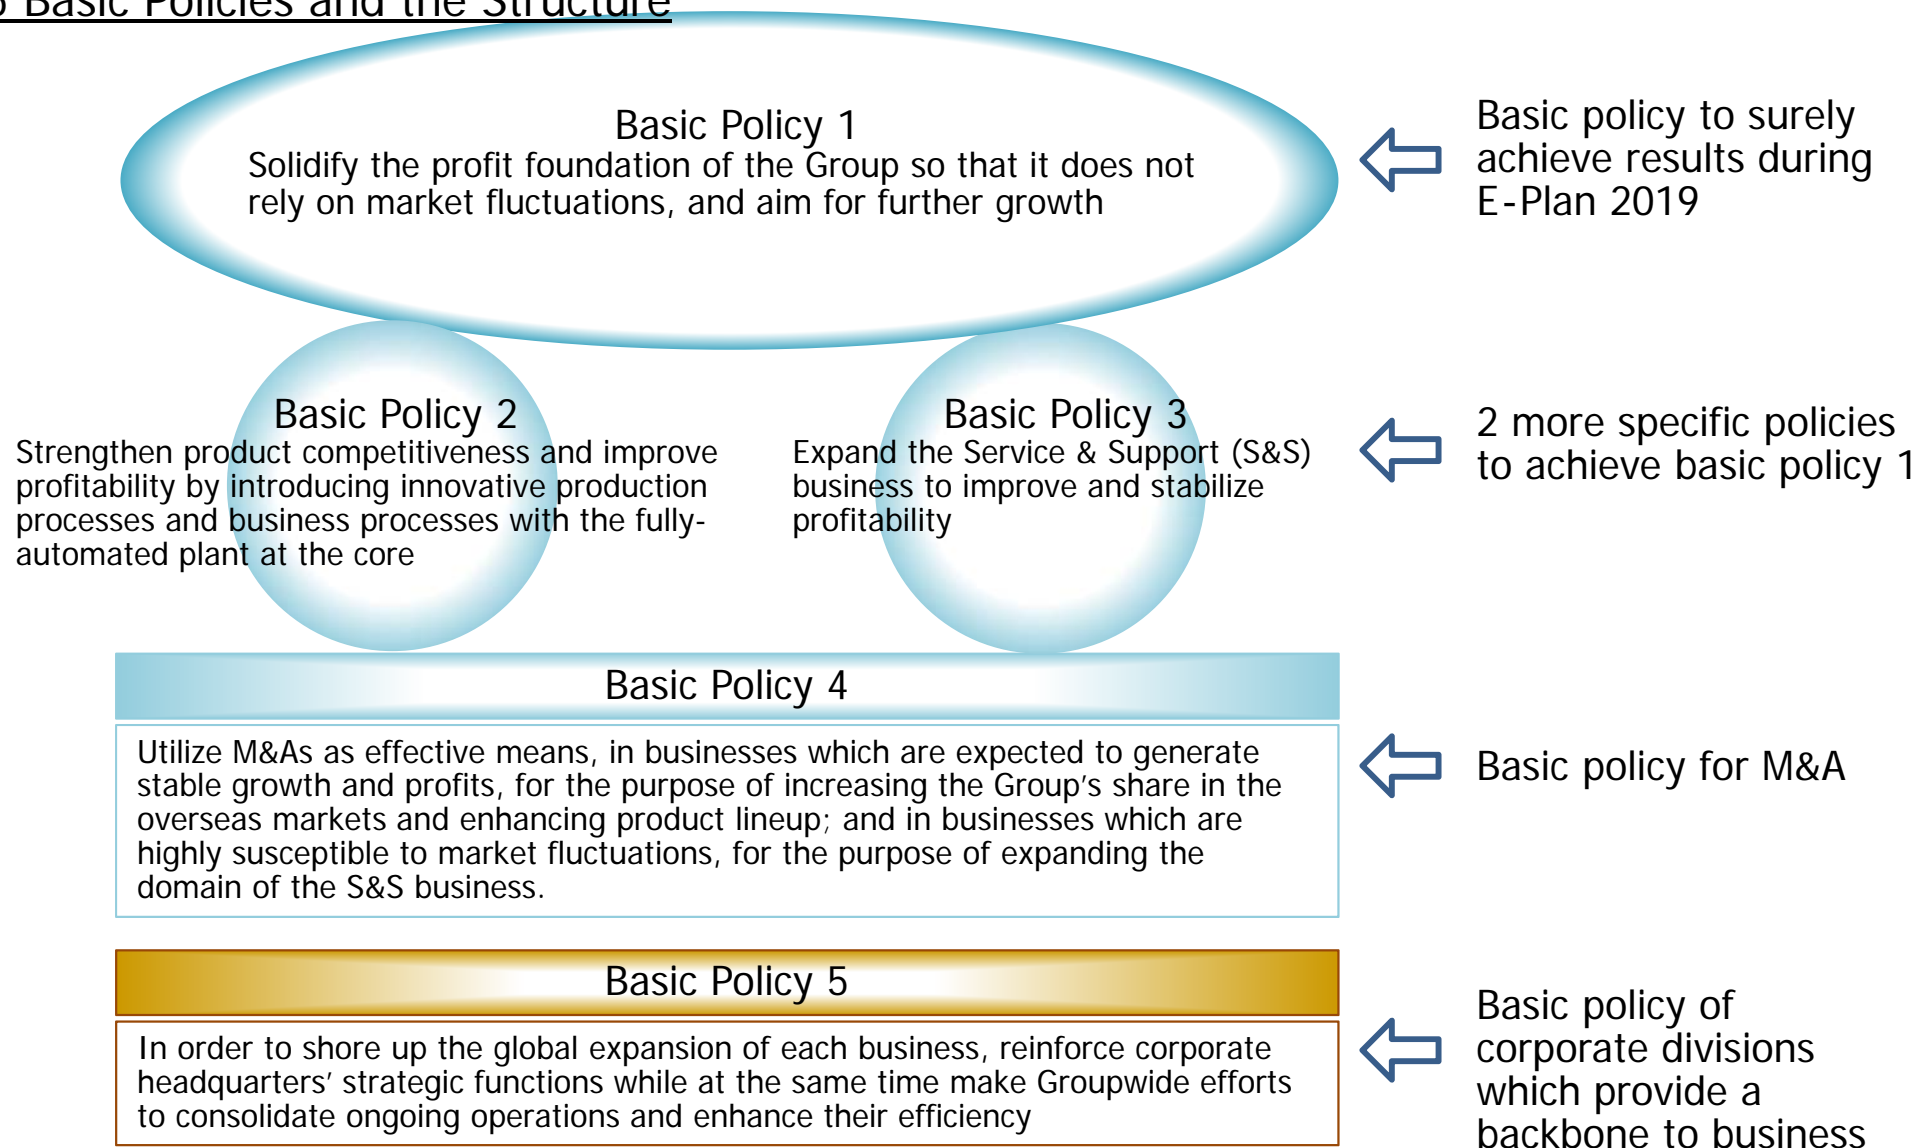 Basic Policies and the Structure
Basic Policy 1
Solidify the profit foundation of the Group so that it does not
rely on market fluctuations, and aim for further growth
Basic policy to surely
achieve results during
E-Plan 2019
Basic Policy 2
Strengthen product competitiveness and improve
profitability by introducing innovative production
processes and business processes with the fully-
automated plant at the core
Basic Policy 3
Expand the Service & Support (S&S)
business to improve and stabilize
profitability
2 more specific policies
to achieve basic policy 1
Basic Policy 4
Utilize M&As as effective means, in businesses which are expected to generate
stable growth and profits, for the purpose of increasing the Group's share in the
overseas markets and enhancing product lineup; and in businesses which are
highly susceptible to market fluctuations, for the purpose of expanding the
domain of the S&S business.
Basic policy for M&A
Basic Policy 5
In order to shore up the global expansion of each business, reinforce corporate
headquarters' strategic functions while at the same time make Groupwide efforts
to consolidate ongoing operations and enhance their efficiency
Basic policy of
corporate divisions
which provide a
backbone to business